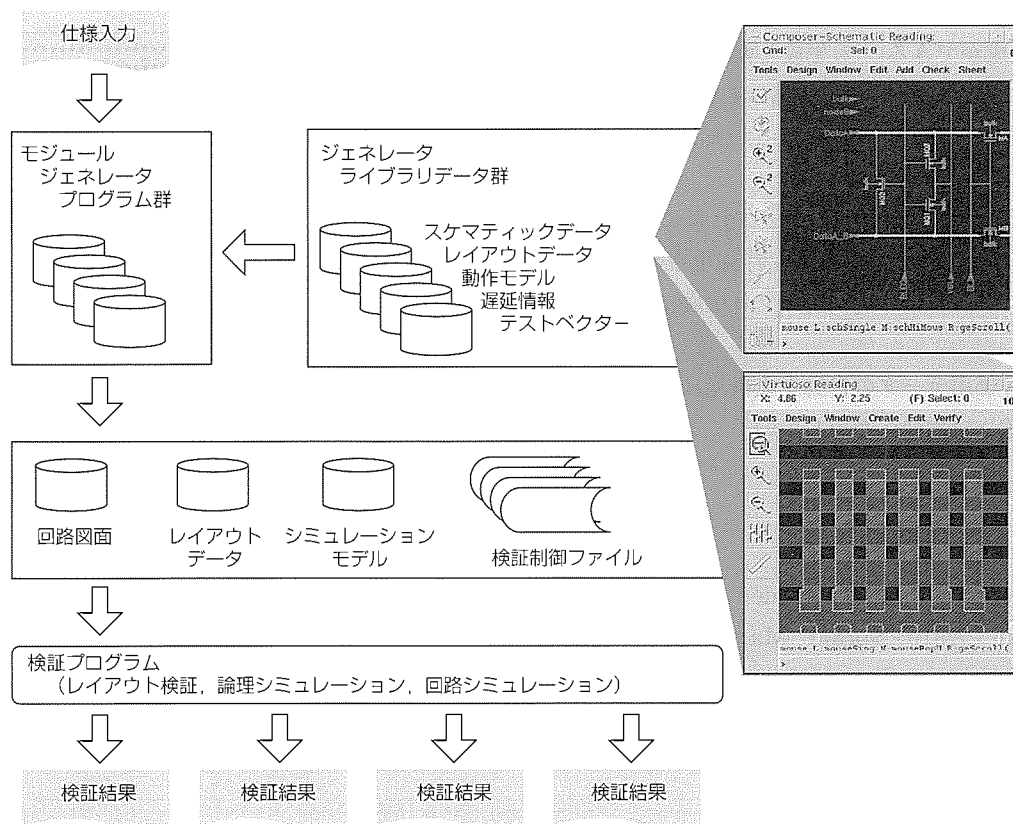 仕様入力
モジュール
ジェネレータ
プログラム群
ジェネレータ
ライブラリデータ群
スケマティックデータ
レイアウトデータ
動作モデル
遅延情報
テストベクター
Composer-Schematic Reading
Cmd: Sel: 0
Tools Design Window Edit Add Check Sheet
mouse L:schSingle M:schHiMous R:geScroll(
>
Virtuoso Reading
X: 4.86 Y: 2.25 (F) Select: 0 10
Tools Design Window Create Edit Verify
mouse L:mouseSing M:mousePopU R:geScroll(
>
回路図面
レイアウト
データ
シミュレーション
モデル
検証制御ファイル
検証プログラム
（レイアウト検証，論理シミュレーション，回路シミュレーション）
検証結果 検証結果 検証結果 検証結果